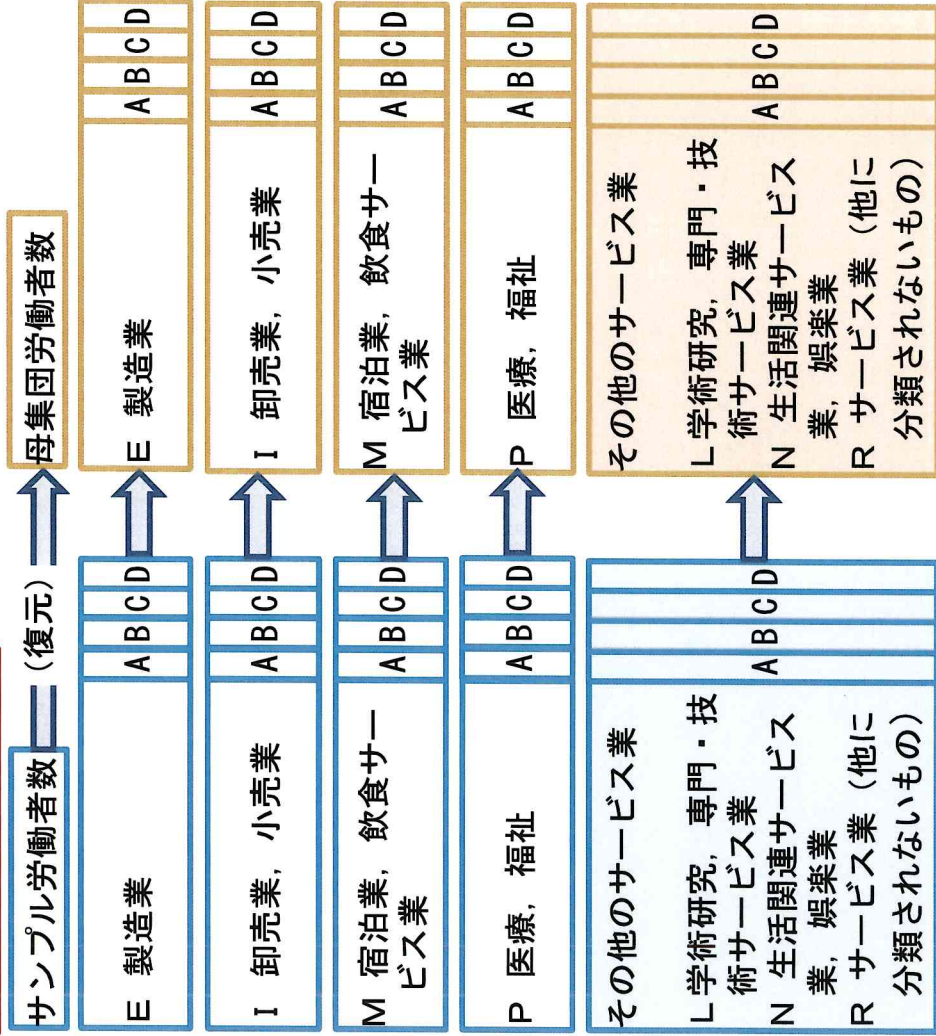 サンプル労働者数
(復元)
母集団労働者数
E 製造業
A B C D
E 製造業
A B C D
I 卸売業，小売業
A B C D
I 卸売業，小売業
A B C D
M 宿泊業，飲食サー
ビス業
A B C D
M 宿泊業，飲食サー
ビス業
A B C D
P 医療，福祉
A B C D
P 医療，福祉
A B C D
その他のサービス業
L 学術研究，専門・技
術サービス業
N 生活関連サービス
業，娯楽業
R サービス業（他に
分類されないもの）
A B C D
その他のサービス業
L 学術研究，専門・技
術サービス業
N 生活関連サービス
業，娯楽業
R サービス業（他に
分類されないもの）
A B C D